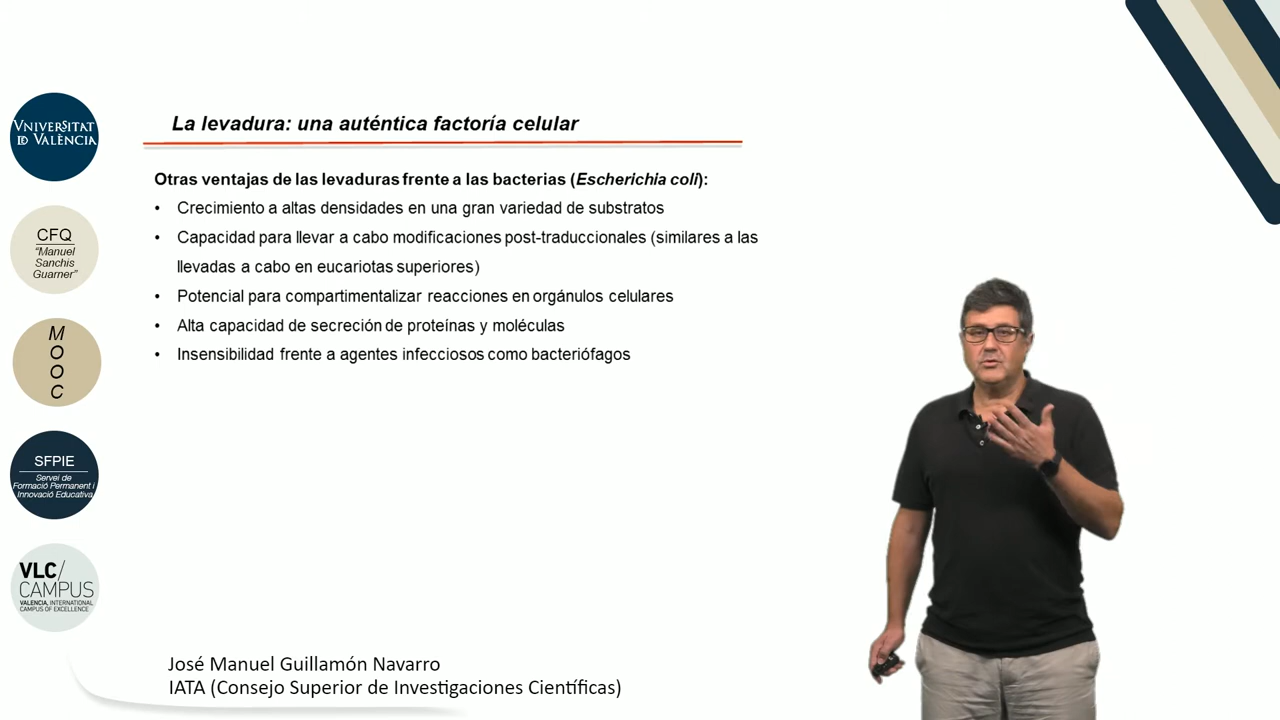 La levadura: una auténtica factoría celular
Otras ventajas de las levaduras frente a las bacterias (Escherichia coli):
• Crecimiento a altas densidades en una gran variedad de substratos
• Capacidad para llevar a cabo modificaciones post-traduccionales (similares a las
llevadas a cabo en eucariotas superiores)
• Potencial para compartimentalizar reacciones en orgánulos celulares
• Alta capacidad de secreción de proteínas y moléculas
• Insensibilidad frente a agentes infecciosos como bacteriófagos
VNIVERSITAT
ID VALÈNCIA
CFQ
"Manuel
Sanchis
Guarner"
M
O
O
C
SFPIE
Servei de
Formació Permanent i
Innovació Educativa
VLC/
CAMPUS
VALENCIA, INTERNATIONAL
CAMPUS OF EXCELLENCE
José Manuel Guillamón Navarro
IATA (Consejo Superior de Investigaciones Científicas)